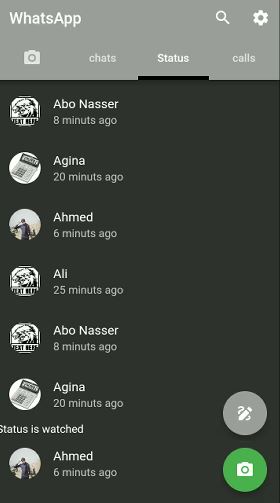 WhatsApp
chats
Status
calls
Abo Nasser
8 minuts ago
Agina
20 minuts ago
Ahmed
6 minuts ago
Ali
25 minuts ago
Abo Nasser
8 minuts ago
Agina
20 minuts ago
Status is watched
Ahmed
6 minuts ago